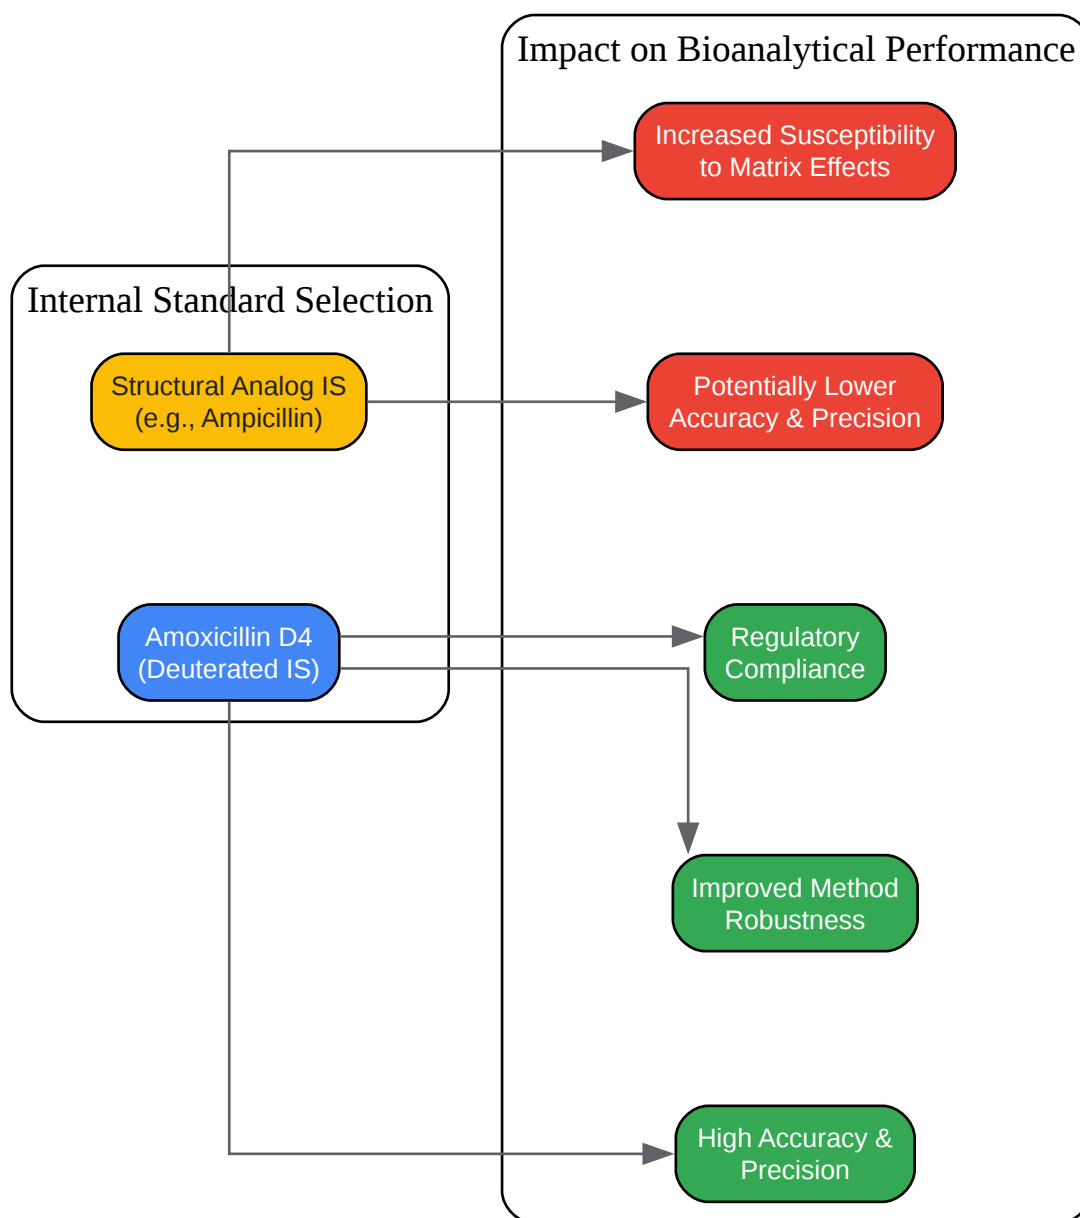 Impact on Bioanalytical Performance
Increased Susceptibility
to Matrix Effects
Internal Standard Selection
Structural Analog IS
(e.g., Ampicillin)
Potentially Lower
Accuracy & Precision
Amoxicillin D4
(Deuterated IS)
Regulatory
Compliance
Improved Method
Robustness
High Accuracy &
Precision